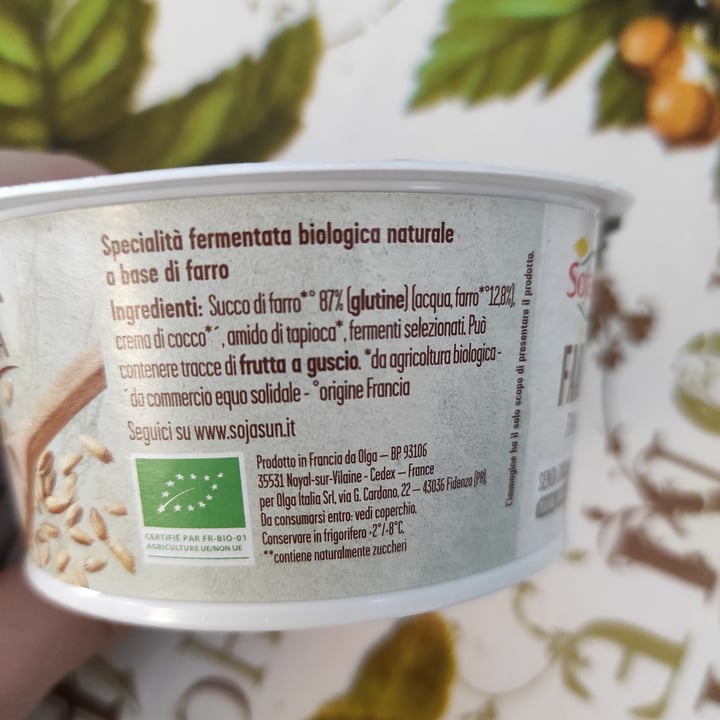 Specialità fermentata biologica naturale
a base di farro
Ingredienti: Succo di farro*° 87% (glutine) (acqua, farro*°12,8%),
crema di cocco*´, amido di tapioca*, fermenti selezionati. Può
contenere tracce di frutta a guscio. *da agricoltura biologica -
´da commercio equo solidale - °origine Francia
Seguici su www.sojasun.it
CERTIFIÉ PAR FR-BIO-01
AGRICULTURE UE/NON UE
Prodotto in Francia da Olga – BP 93106
35531 Noyal-sur-Vilaine - Cedex – France
per Olga Italia Srl, via G. Cardano, 22 – 43036 Fidenza (PR).
Da consumarsi entro: vedi coperchio.
Conservare in frigorifero +2°/+8°C.
**contiene naturalmente zuccheri
L'immagine ha il solo scopo di presentare il prodotto.